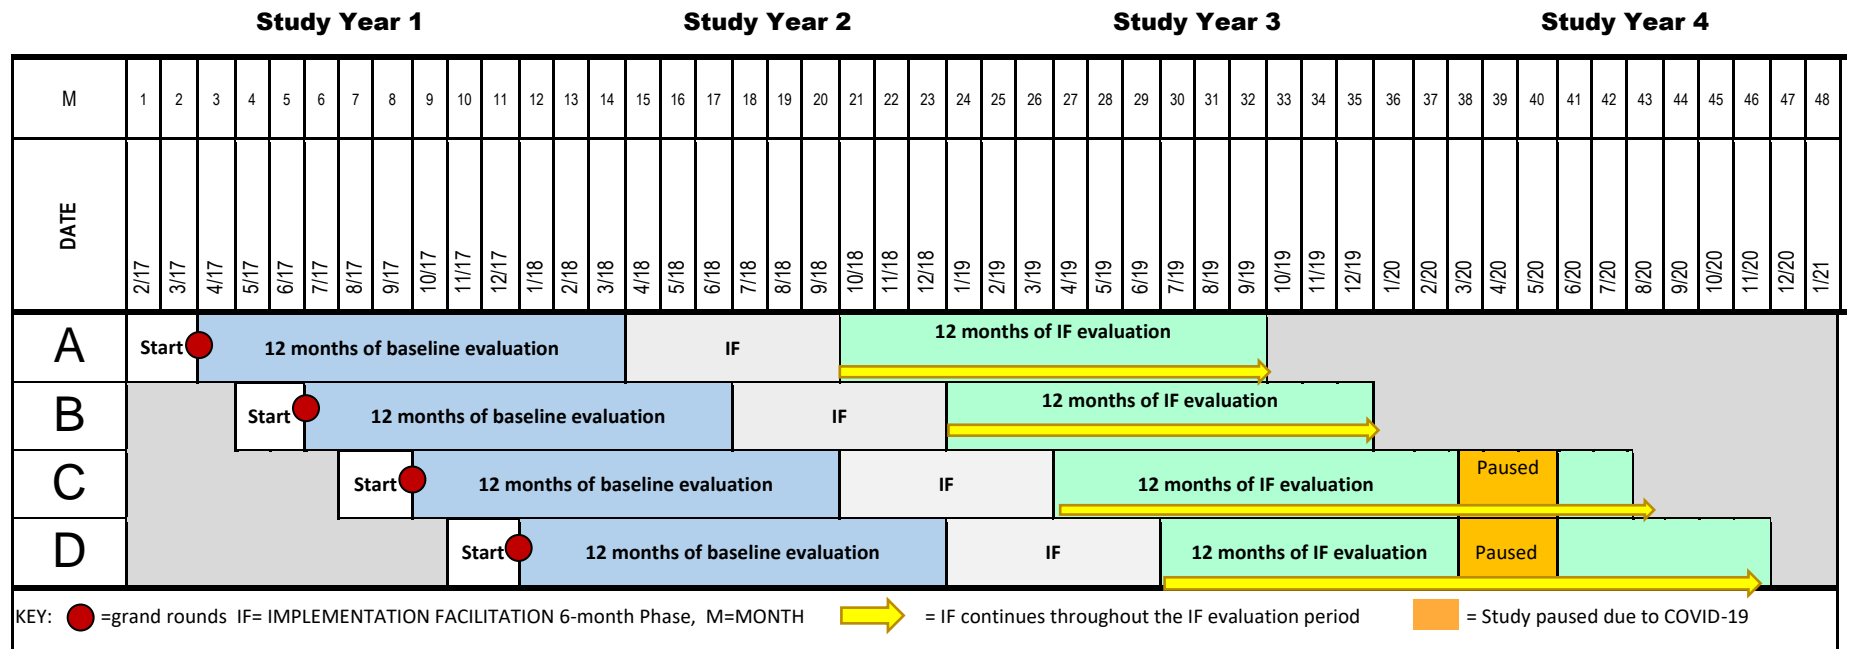 Study Year 1 Study Year 2 Study Year 3 Study Year 4
M 1 2 3 4 5 6 7 8 9 10 11 12 13 14 15 16 17 18 19 20 21 22 23 24 25 26 27 28 29 30 31 32 33 34 35 36 37 38 39 40 41 42 43 44 45 46 47 48
DATE 2/17 3/17 4/17 5/17 6/17 7/17 8/17 9/17 10/17 11/17 12/17 1/18 2/18 3/18 4/18 5/18 6/18 7/18 8/18 9/18 10/18 11/18 12/18 1/19 2/19 3/19 4/19 5/19 6/19 7/19 8/19 9/19 10/19 11/19 12/19 1/20 2/20 3/20 4/20 5/20 6/20 7/20 8/20 9/20 10/20 11/20 12/20 1/21
A Start 12 months of baseline evaluation IF 12 months of IF evaluation
B Start 12 months of baseline evaluation IF 12 months of IF evaluation
C Start 12 months of baseline evaluation IF 12 months of IF evaluation Paused
D Start 12 months of baseline evaluation IF 12 months of IF evaluation Paused
KEY: =grand rounds IF= IMPLEMENTATION FACILITATION 6-month Phase, M=MONTH = IF continues throughout the IF evaluation period = Study paused due to COVID-19